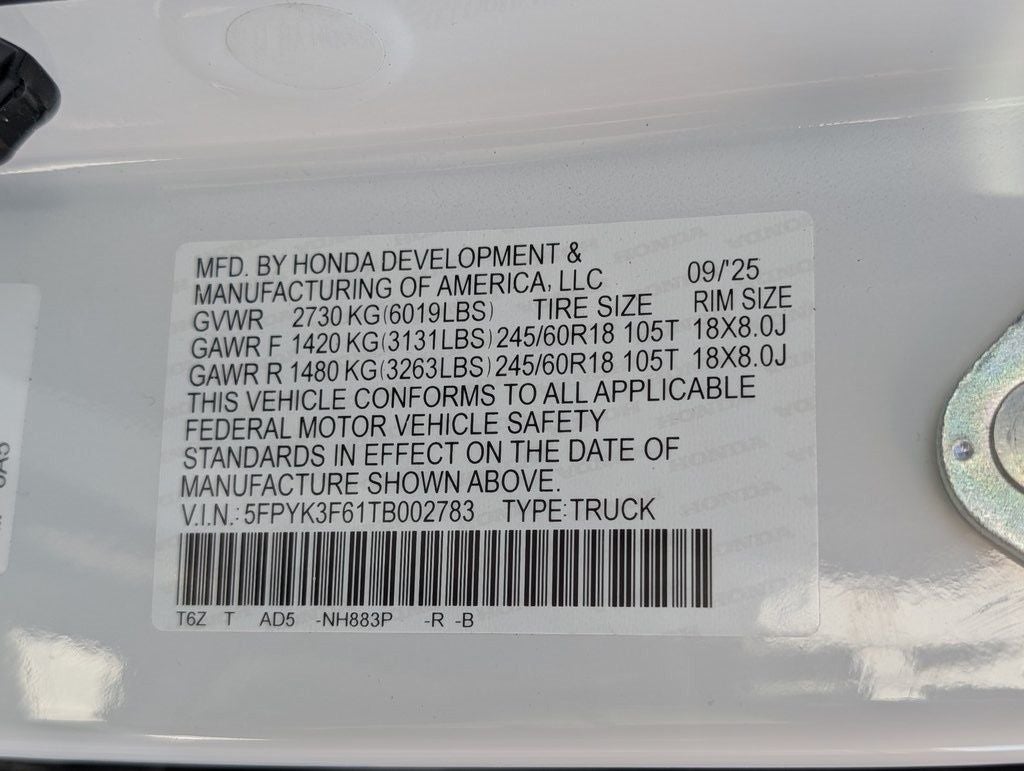 MFD. BY HONDA DEVELOPMENT &
MANUFACTURING OF AMERICA, LLC 09/'25
GVWR 2730 KG(6019LBS) TIRE SIZE RIM SIZE
GAWR F 1420 KG(3131LBS) 245/60R18 105T 18X8.0J
GAWR R 1480 KG(3263LBS) 245/60R18 105T 18X8.0J
THIS VEHICLE CONFORMS TO ALL APPLICABLE
FEDERAL MOTOR VEHICLE SAFETY
STANDARDS IN EFFECT ON THE DATE OF
MANUFACTURE SHOWN ABOVE.
V.I.N.: 5FPYK3F61TB002783 TYPE:TRUCK
T6Z T AD5 -NH883P -R -B